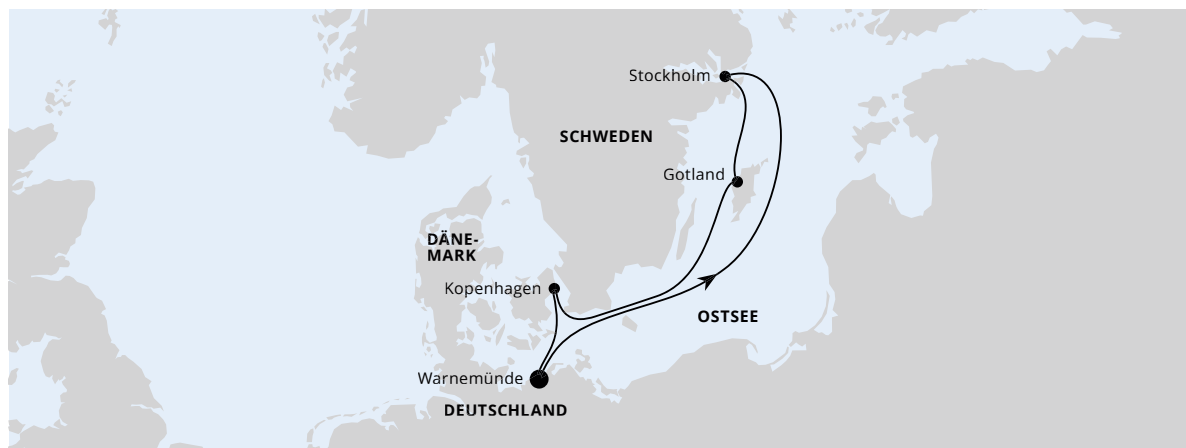 Stockholm
SCHWEDEN
Gotland
DÄNE-
MARK
Kopenhagen
OSTSEE
Warnemünde
DEUTSCHLAND